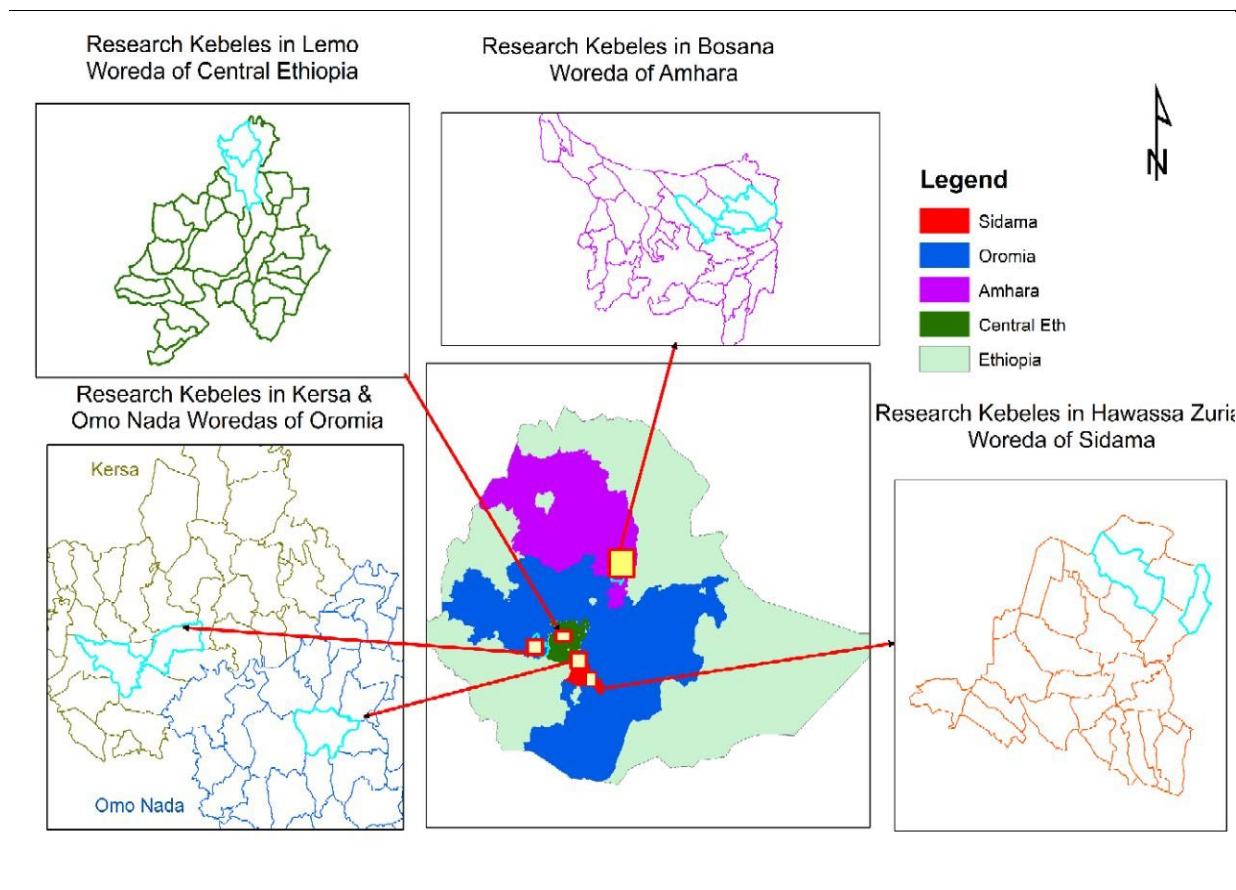 Research Kebeles in Lemo
Woreda of Central Ethiopia
Research Kebeles in Bosana
Woreda of Amhara
N
Legend
Sidama
Oromia
Amhara
Central Eth
Ethiopia
Research Kebeles in Kersa &
Omo Nada Woredas of Oromia
Kersa
Omo Nada
Research Kebeles in Hawassa Zuria
Woreda of Sidama